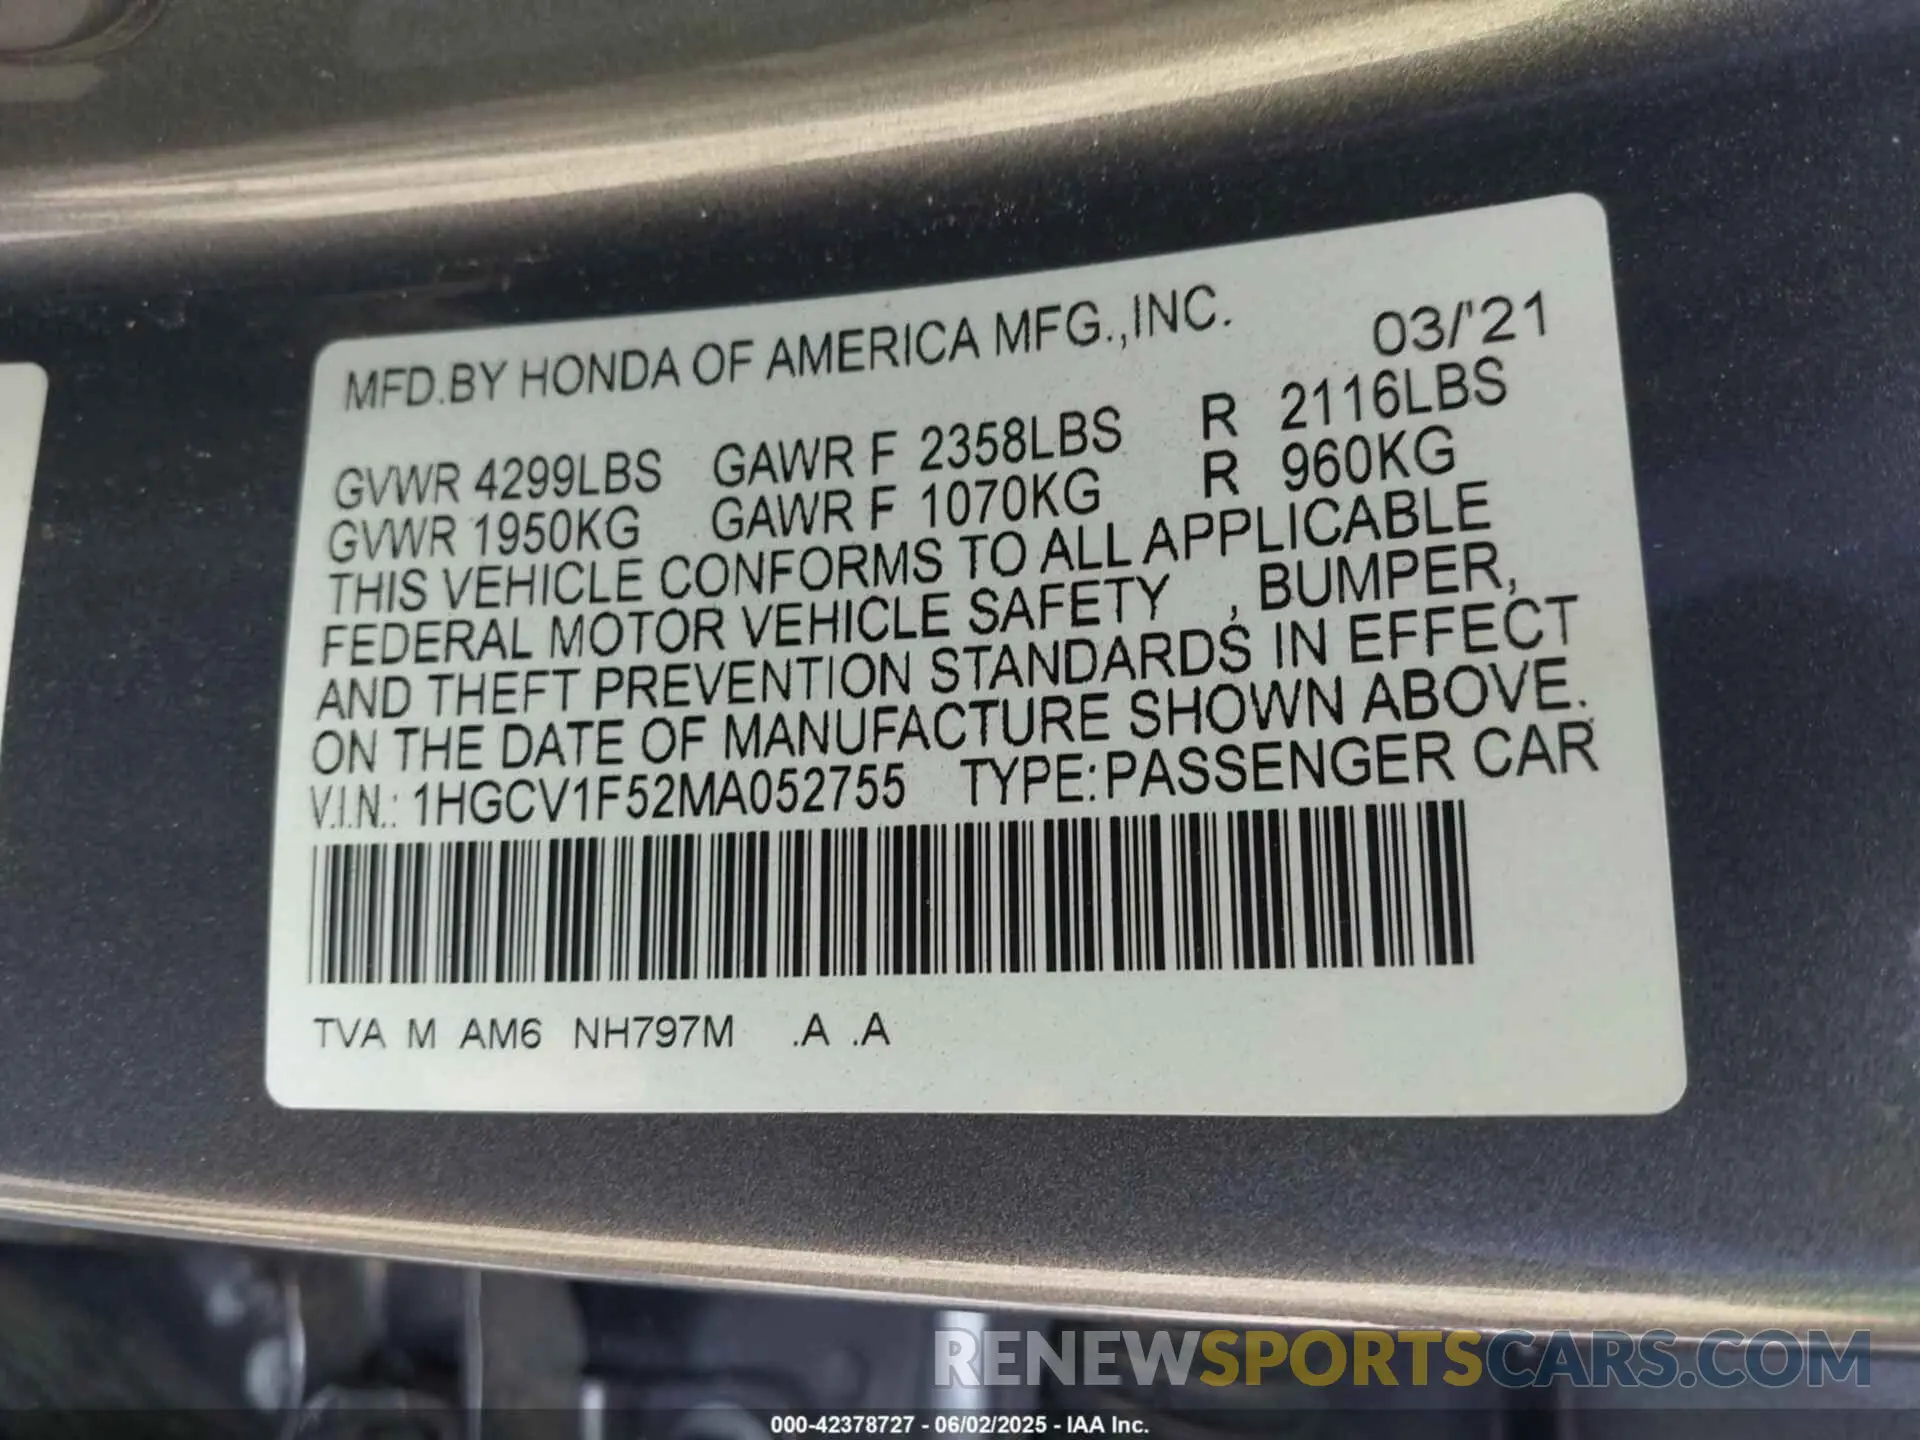 MFD.BY HONDA OF AMERICA MFG.,INC. 03/'21
GVWR 4299LBS GAWR F 2358LBS R 2116LBS
GVWR 1950KG GAWR F 1070KG R 960KG
THIS VEHICLE CONFORMS TO ALL APPLICABLE
FEDERAL MOTOR VEHICLE SAFETY , BUMPER,
AND THEFT PREVENTION STANDARDS IN EFFECT
ON THE DATE OF MANUFACTURE SHOWN ABOVE.
V.I.N.: 1HGCV1F52MA052755 TYPE:PASSENGER CAR
TVA M AM6 NH797M .A .A
RENEWSPORTSCARS.COM
000-42378727 - 06/02/2025 - IAA Inc.